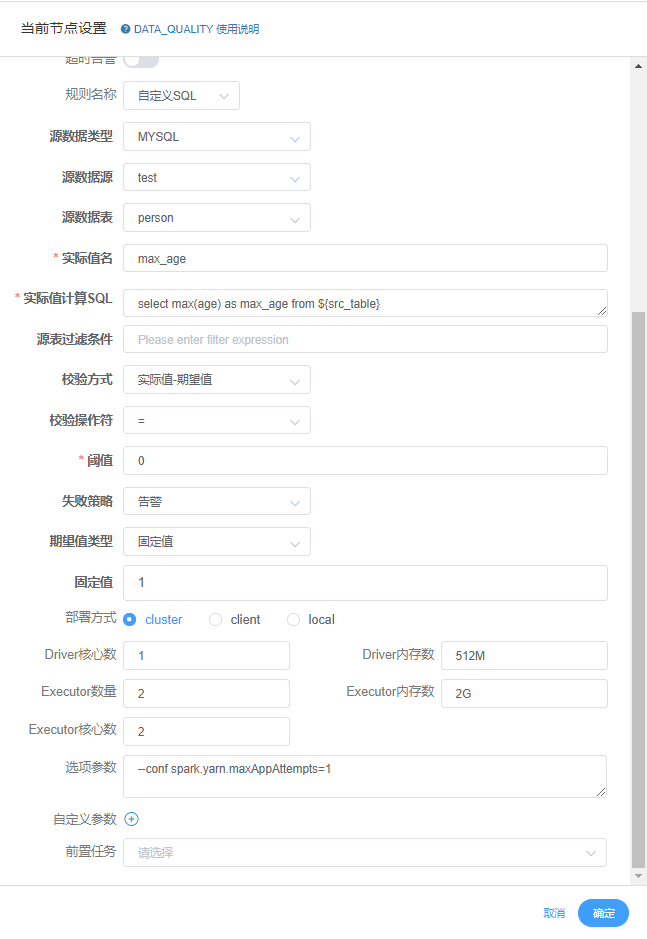 当前节点设置 DATA_QUALITY 使用说明
超时告警
规则名称 自定义SQL
源数据类型 MYSQL
源数据源 test
源数据表 person
* 实际值名 max_age
* 实际值计算SQL select max(age) as max_age from ${src_table}
源表过滤条件 Please enter filter expression
校验方式 实际值-期望值
校验操作符 =
* 阈值 0
失败策略 告警
期望值类型 固定值
固定值 1
部署方式 cluster client local
Driver核心数 1 Driver内存数 512M
Executor数量 2 Executor内存数 2G
Executor核心数 2
选项参数 --conf spark.yarn.maxAppAttempts=1
自定义参数
前置任务 请选择
取消 确定